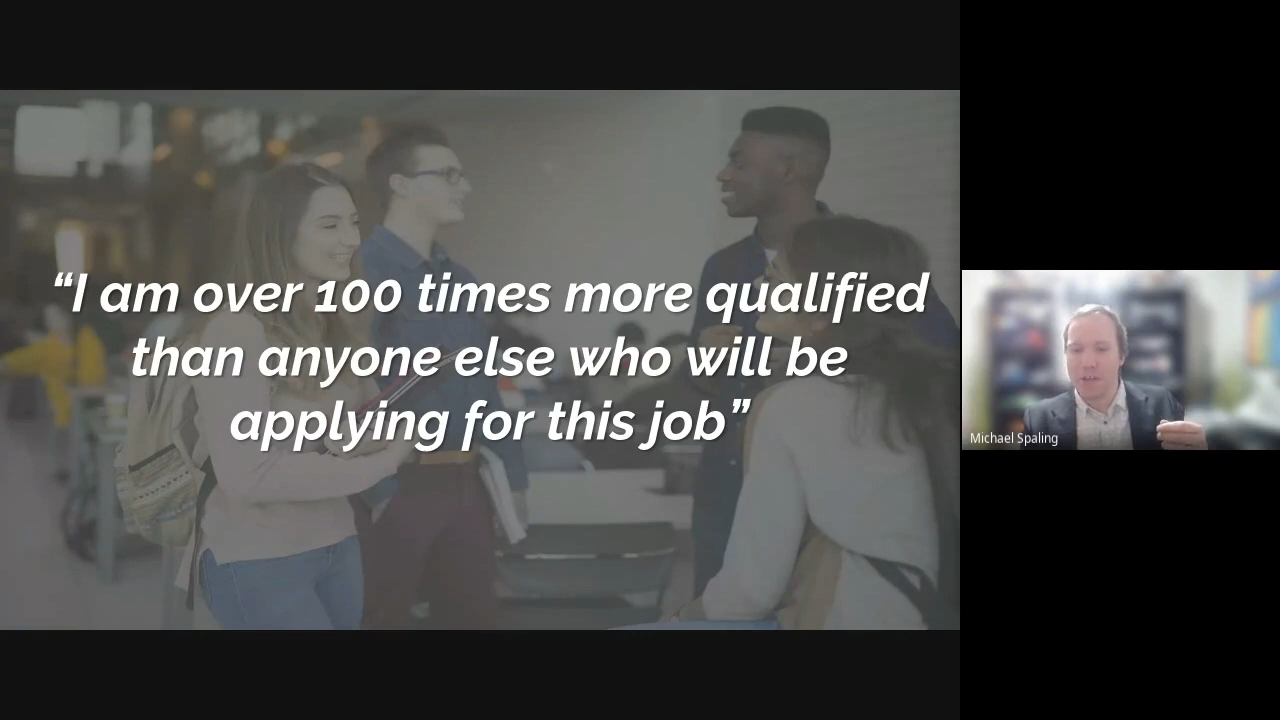 “I am over 100 times more qualified
than anyone else who will be
applying for this job”
Michael Spaling